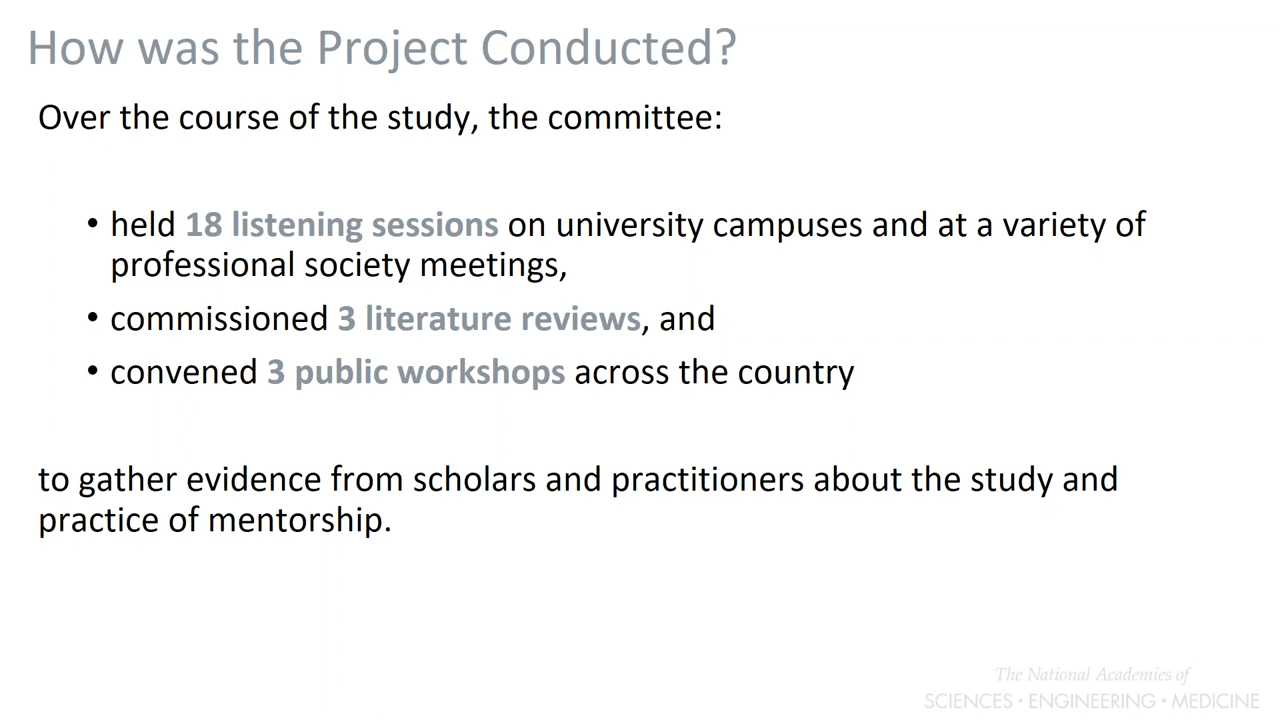 How was the Project Conducted?
Over the course of the study, the committee:
• held 18 listening sessions on university campuses and at a variety of
professional society meetings,
• commissioned 3 literature reviews, and
• convened 3 public workshops across the country
to gather evidence from scholars and practitioners about the study and
practice of mentorship.
The National Academies of
SCIENCES • ENGINEERING • MEDICINE